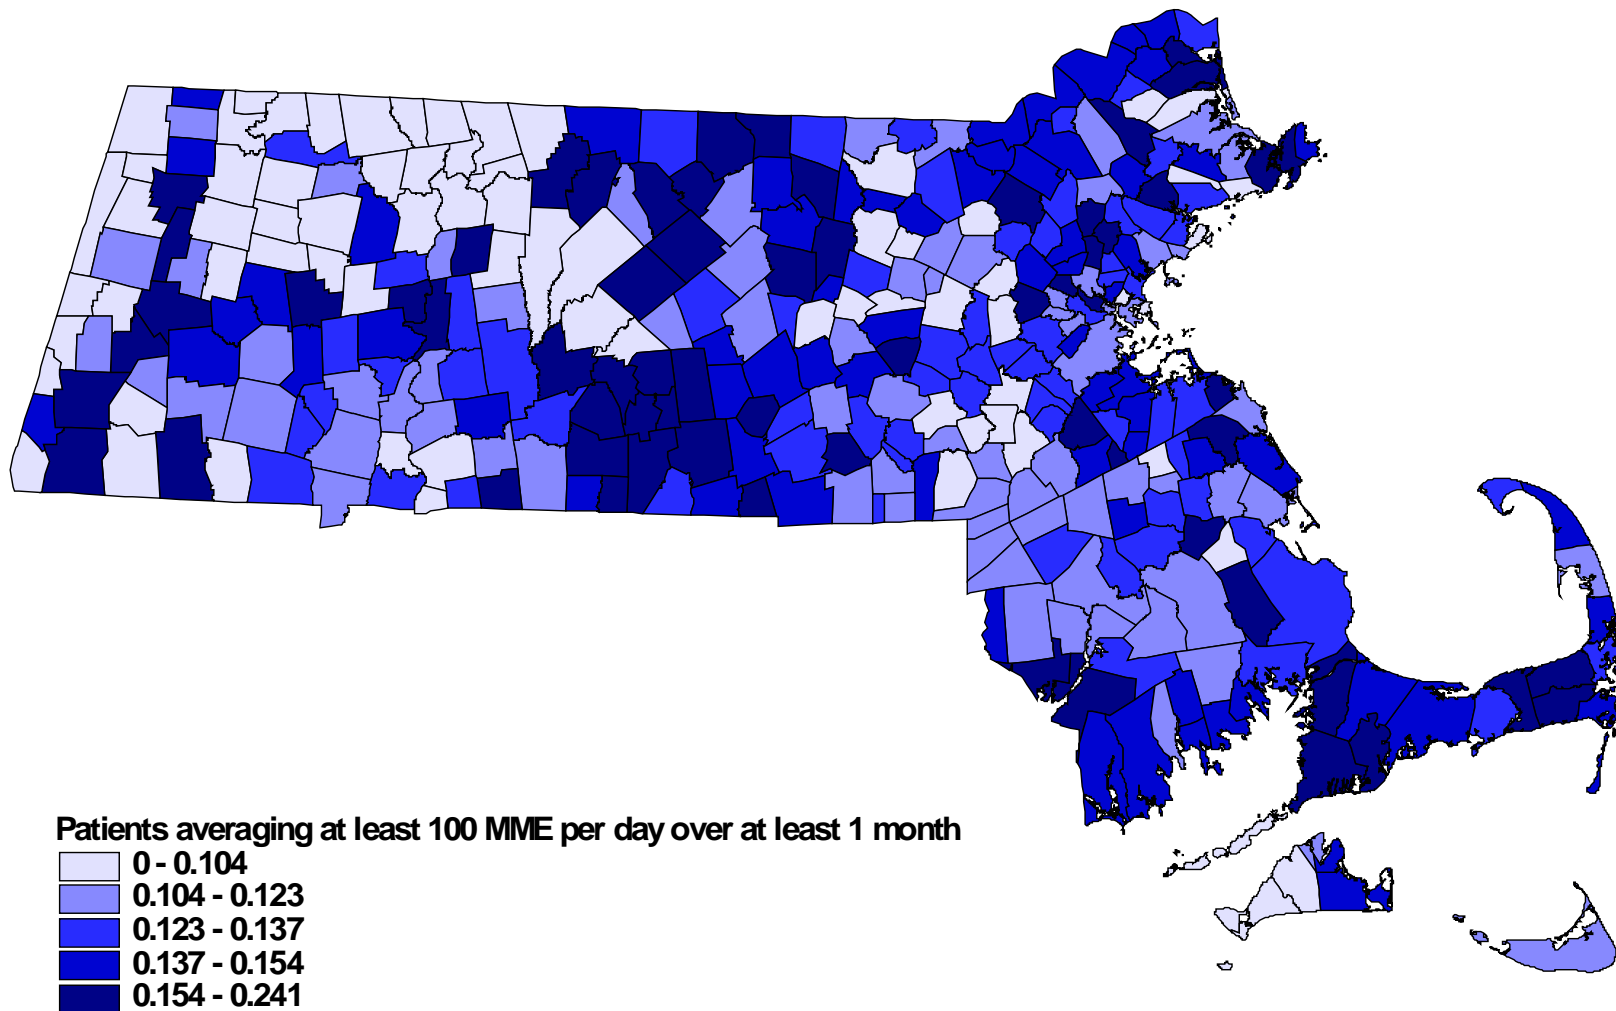 Patients averaging at least 100 MME per day over at least 1 month
0 - 0.104
0.104 - 0.123
0.123 - 0.137
0.137 - 0.154
0.154 - 0.241